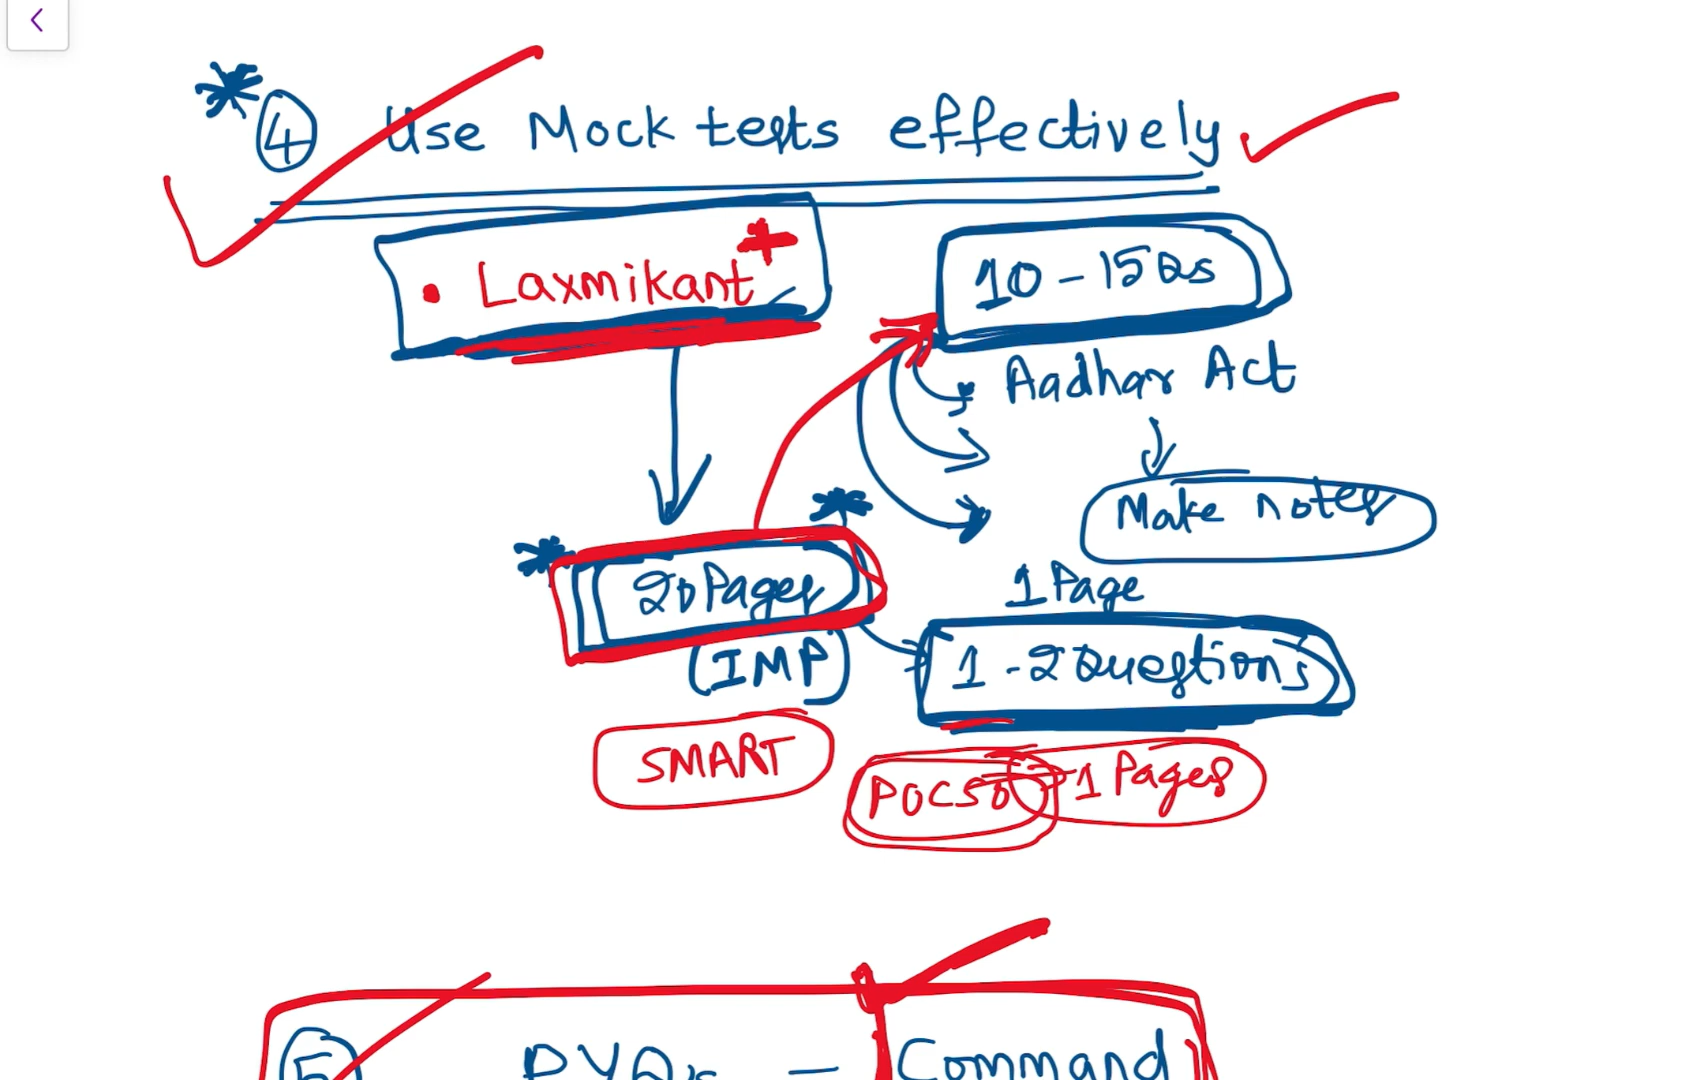 ④ Use Mock tests effectively
• Laxmikant
10 - 15 Qs
Aadhar Act
Make notes
20 Pages
(IMP)
1 Page
1 - 2 Questions
SMART
POCSO
1 Pages
⑤ PYQs - Command